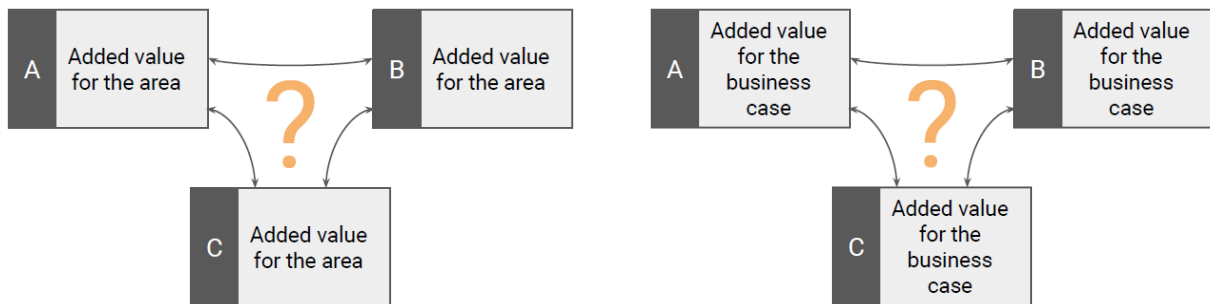 A
Added value
for the area
B
Added value
for the area
?
C
Added value
for the area
A
Added value
for the
business
case
B
Added value
for the
business
case
?
C
Added value
for the
business
case